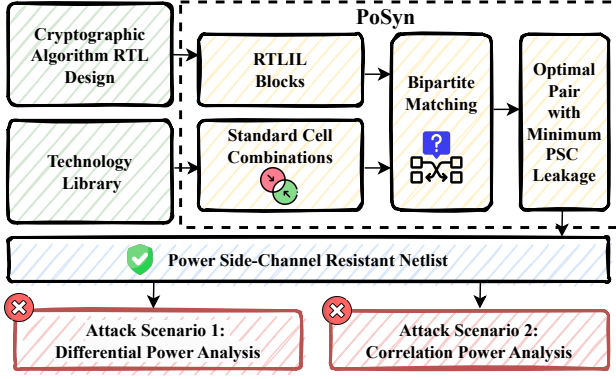 PoSyn
Cryptographic
Algorithm RTL
Design
RTLIL
Blocks
Bipartite
Matching
?
Optimal
Pair
with
Minimum
PSC
Leakage
Technology
Library
Standard Cell
Combinations
Power Side-Channel Resistant Netlist
Attack Scenario 1:
Differential Power Analysis
Attack Scenario 2:
Correlation Power Analysis